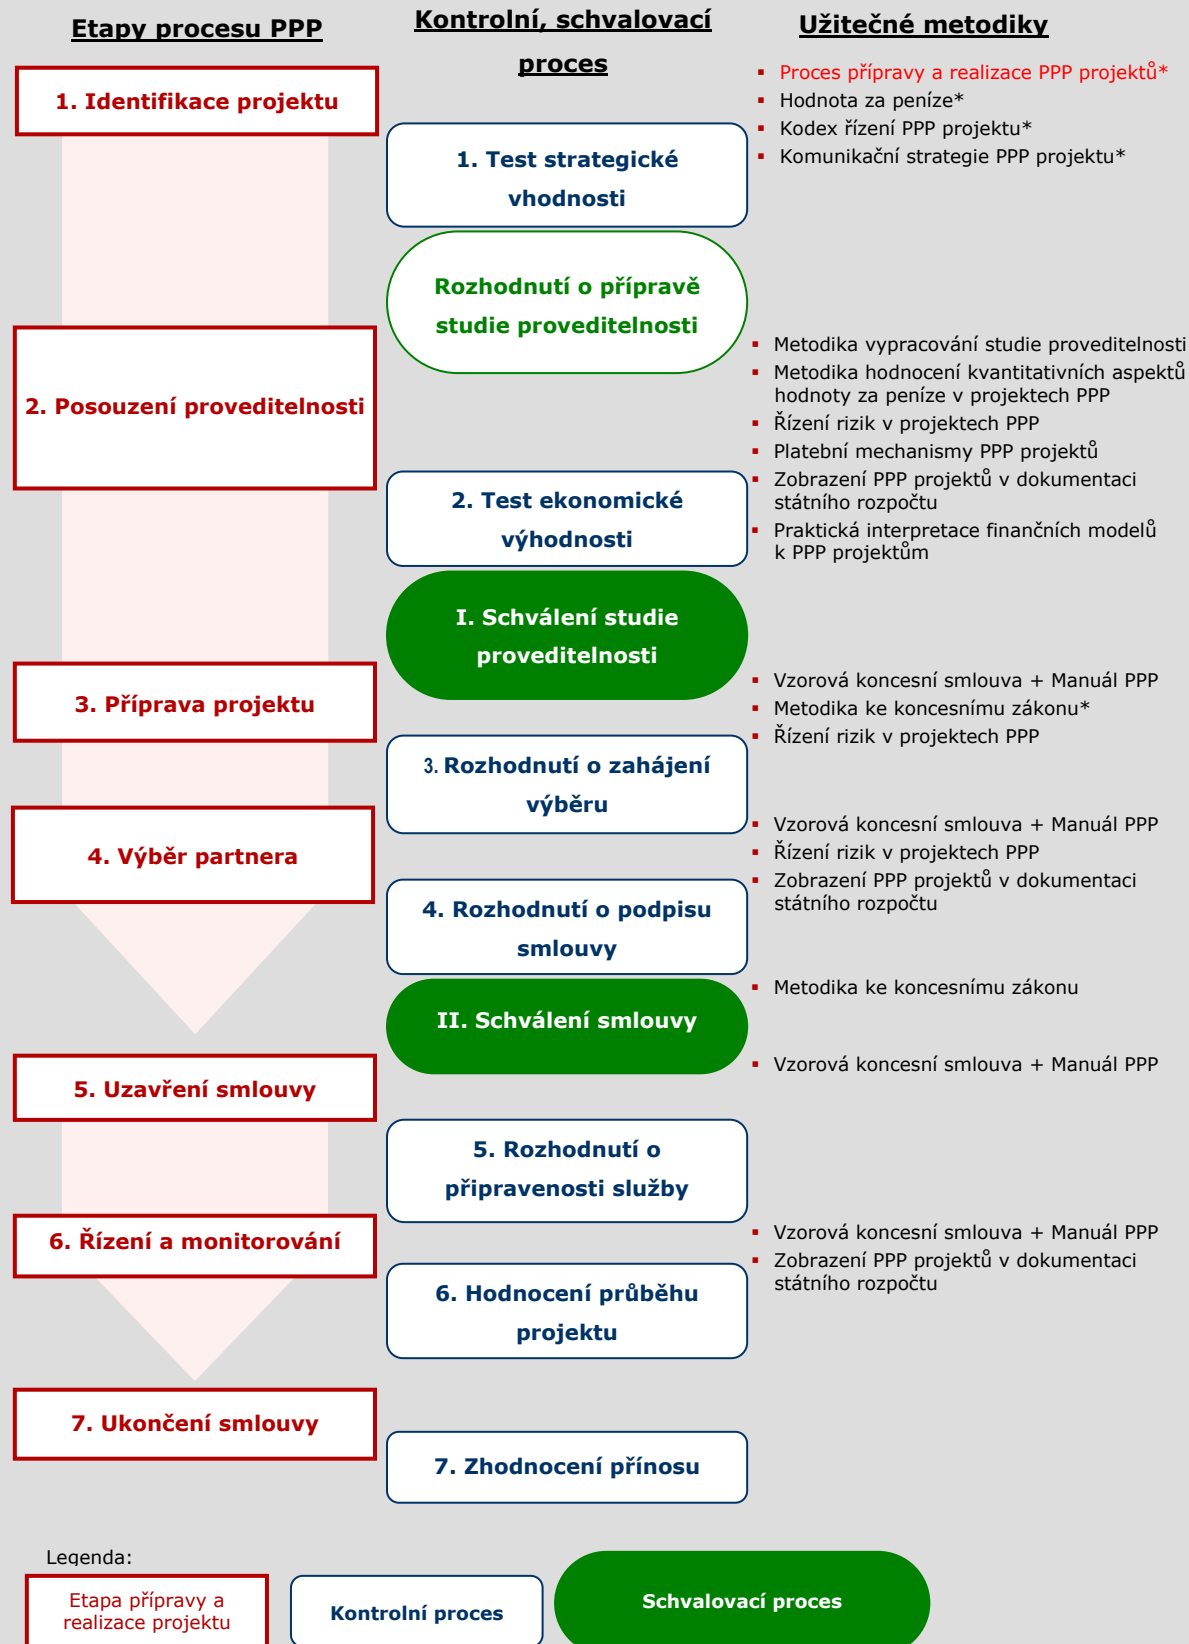 Etapy procesu PPP
Kontrolní, schvalovací
proces
Užitečné metodiky
1. Identifikace projektu
▪ Proces přípravy a realizace PPP projektů*
▪ Hodnota za peníze*
▪ Kodex řízení PPP projektu*
▪ Komunikační strategie PPP projektu*
1. Test strategické
vhodnosti
Rozhodnutí o přípravě
studie proveditelnosti
2. Posouzení proveditelnosti
▪ Metodika vypracování studie proveditelnosti
▪ Metodika hodnocení kvantitativních aspektů
hodnoty za peníze v projektech PPP
▪ Řízení rizik v projektech PPP
▪ Platební mechanismy PPP projektů
▪ Zobrazení PPP projektů v dokumentaci
státního rozpočtu
▪ Praktická interpretace finančních modelů
k PPP projektům
2. Test ekonomické
výhodnosti
I. Schválení studie
proveditelnosti
3. Příprava projektu
▪ Vzorová koncesní smlouva + Manuál PPP
▪ Metodika ke koncesnímu zákonu*
▪ Řízení rizik v projektech PPP
3. Rozhodnutí o zahájení
výběru
4. Výběr partnera
▪ Vzorová koncesní smlouva + Manuál PPP
▪ Řízení rizik v projektech PPP
▪ Zobrazení PPP projektů v dokumentaci
státního rozpočtu
4. Rozhodnutí o podpisu
smlouvy
▪ Metodika ke koncesnímu zákonu
II. Schválení smlouvy
5. Uzavření smlouvy
▪ Vzorová koncesní smlouva + Manuál PPP
5. Rozhodnutí o
připravenosti služby
6. Řízení a monitorování
▪ Vzorová koncesní smlouva + Manuál PPP
▪ Zobrazení PPP projektů v dokumentaci
státního rozpočtu
6. Hodnocení průběhu
projektu
7. Ukončení smlouvy
7. Zhodnocení přínosu
Legenda:
Etapa přípravy a
realizace projektu
Kontrolní proces
Schvalovací proces